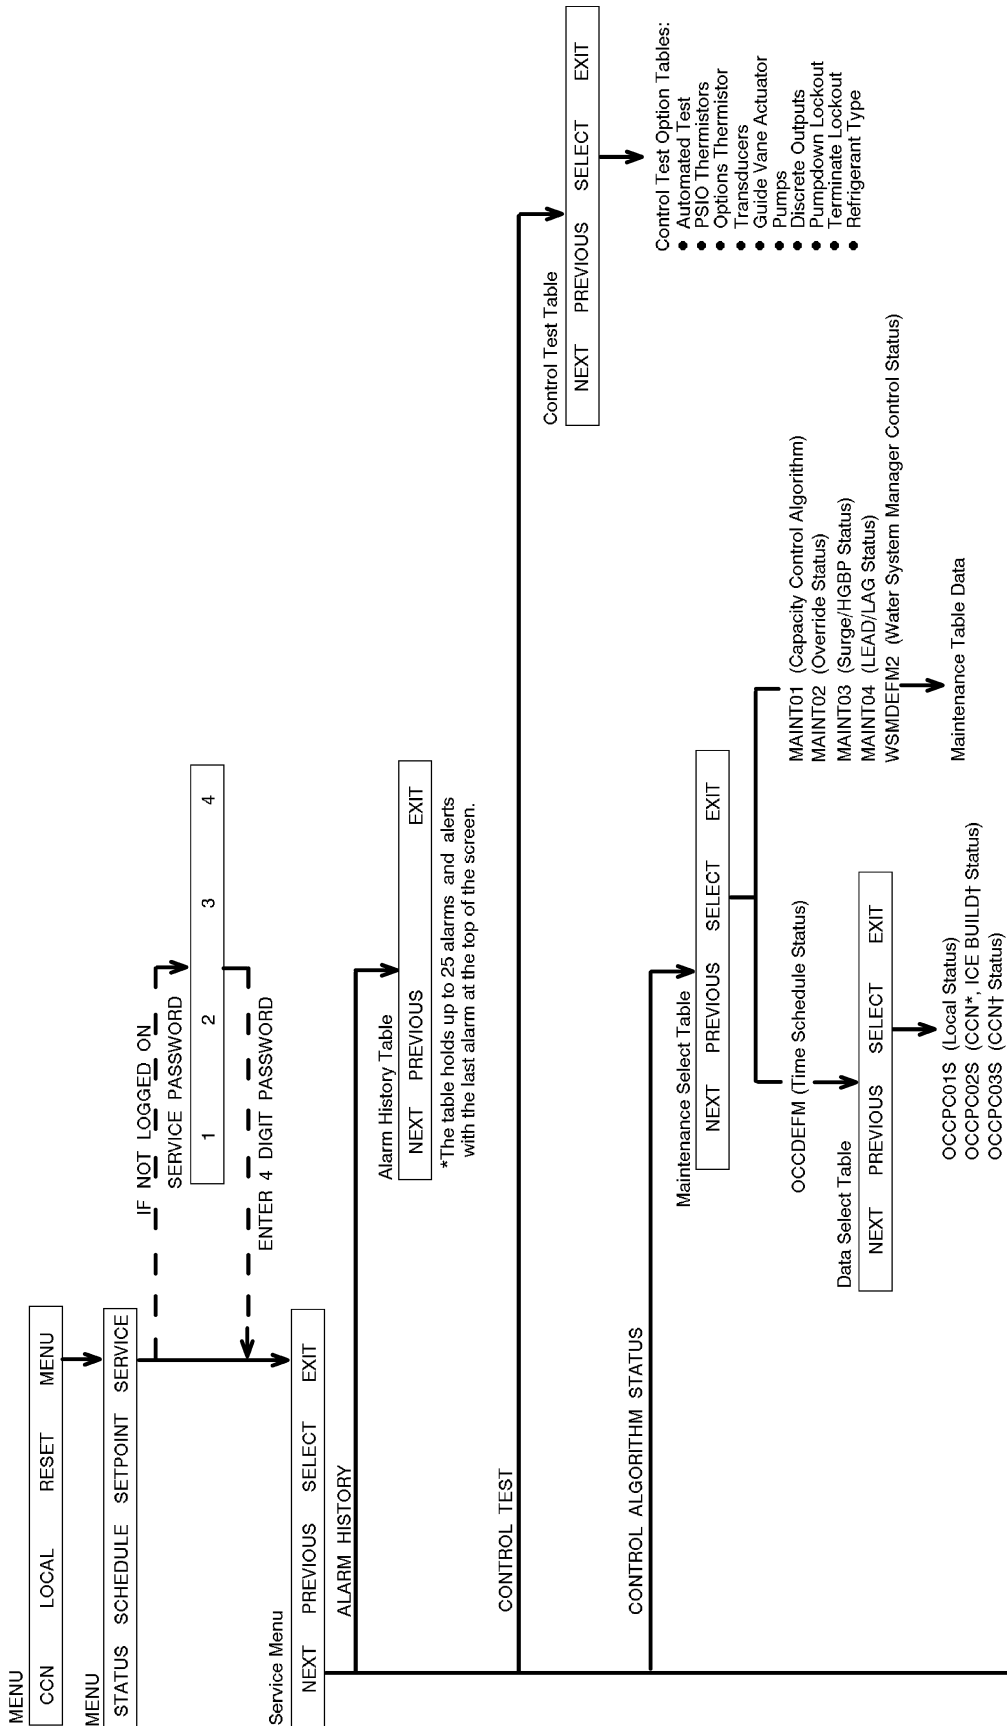 MENU
CCN LOCAL RESET MENU
MENU
STATUS SCHEDULE SETPOINT SERVICE
IF NOT LOGGED ON
SERVICE PASSWORD
1 2 3 4
ENTER 4 DIGIT PASSWORD
Service Menu
NEXT PREVIOUS SELECT EXIT
ALARM HISTORY
Alarm History Table
NEXT PREVIOUS EXIT
*The table holds up to 25 alarms and alerts
with the last alarm at the top of the screen.
CONTROL TEST
Control Test Table
NEXT PREVIOUS SELECT EXIT
Control Test Option Tables:
● Automated Test
● PSIO Thermistors
● Options Thermistor
● Transducers
● Guide Vane Actuator
● Pumps
● Discrete Outputs
● Pumpdown Lockout
● Terminate Lockout
● Refrigerant Type
CONTROL ALGORITHM STATUS
Maintenance Select Table
NEXT PREVIOUS SELECT EXIT
OCCDEFM (Time Schedule Status)
Data Select Table
NEXT PREVIOUS SELECT EXIT
OCCPC01S (Local Status)
OCCPC02S (CCN*, ICE BUILD† Status)
OCCPC03S (CCN† Status)
MAINT01 (Capacity Control Algorithm)
MAINT02 (Override Status)
MAINT03 (Surge/HGBP Status)
MAINT04 (LEAD/LAG Status)
WSMDEFM2 (Water System Manager Control Status)
Maintenance Table Data